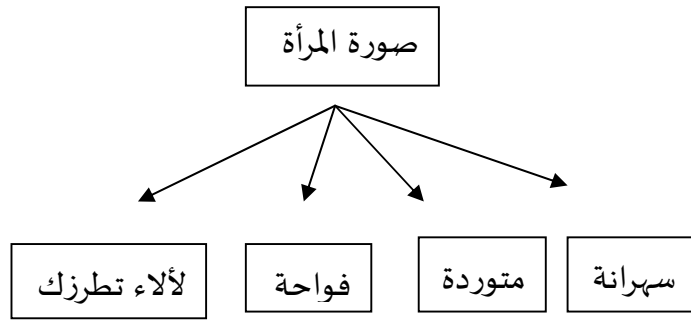 صورة المرأة
سهرانة
متوردة
فواحة
لألاء تطرزك